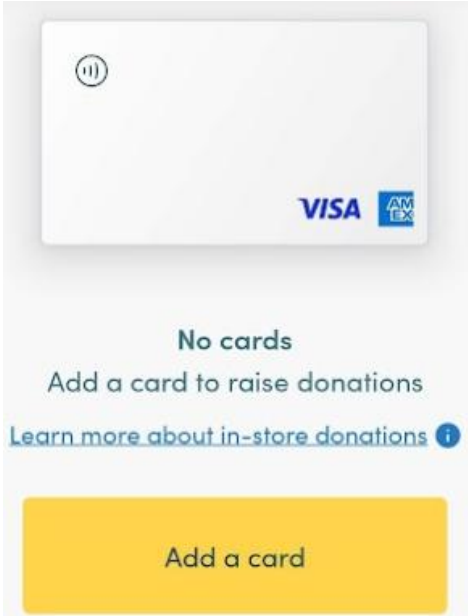 VISA AM
EX
No cards
Add a card to raise donations
Learn more about in-store donations i
Add a card